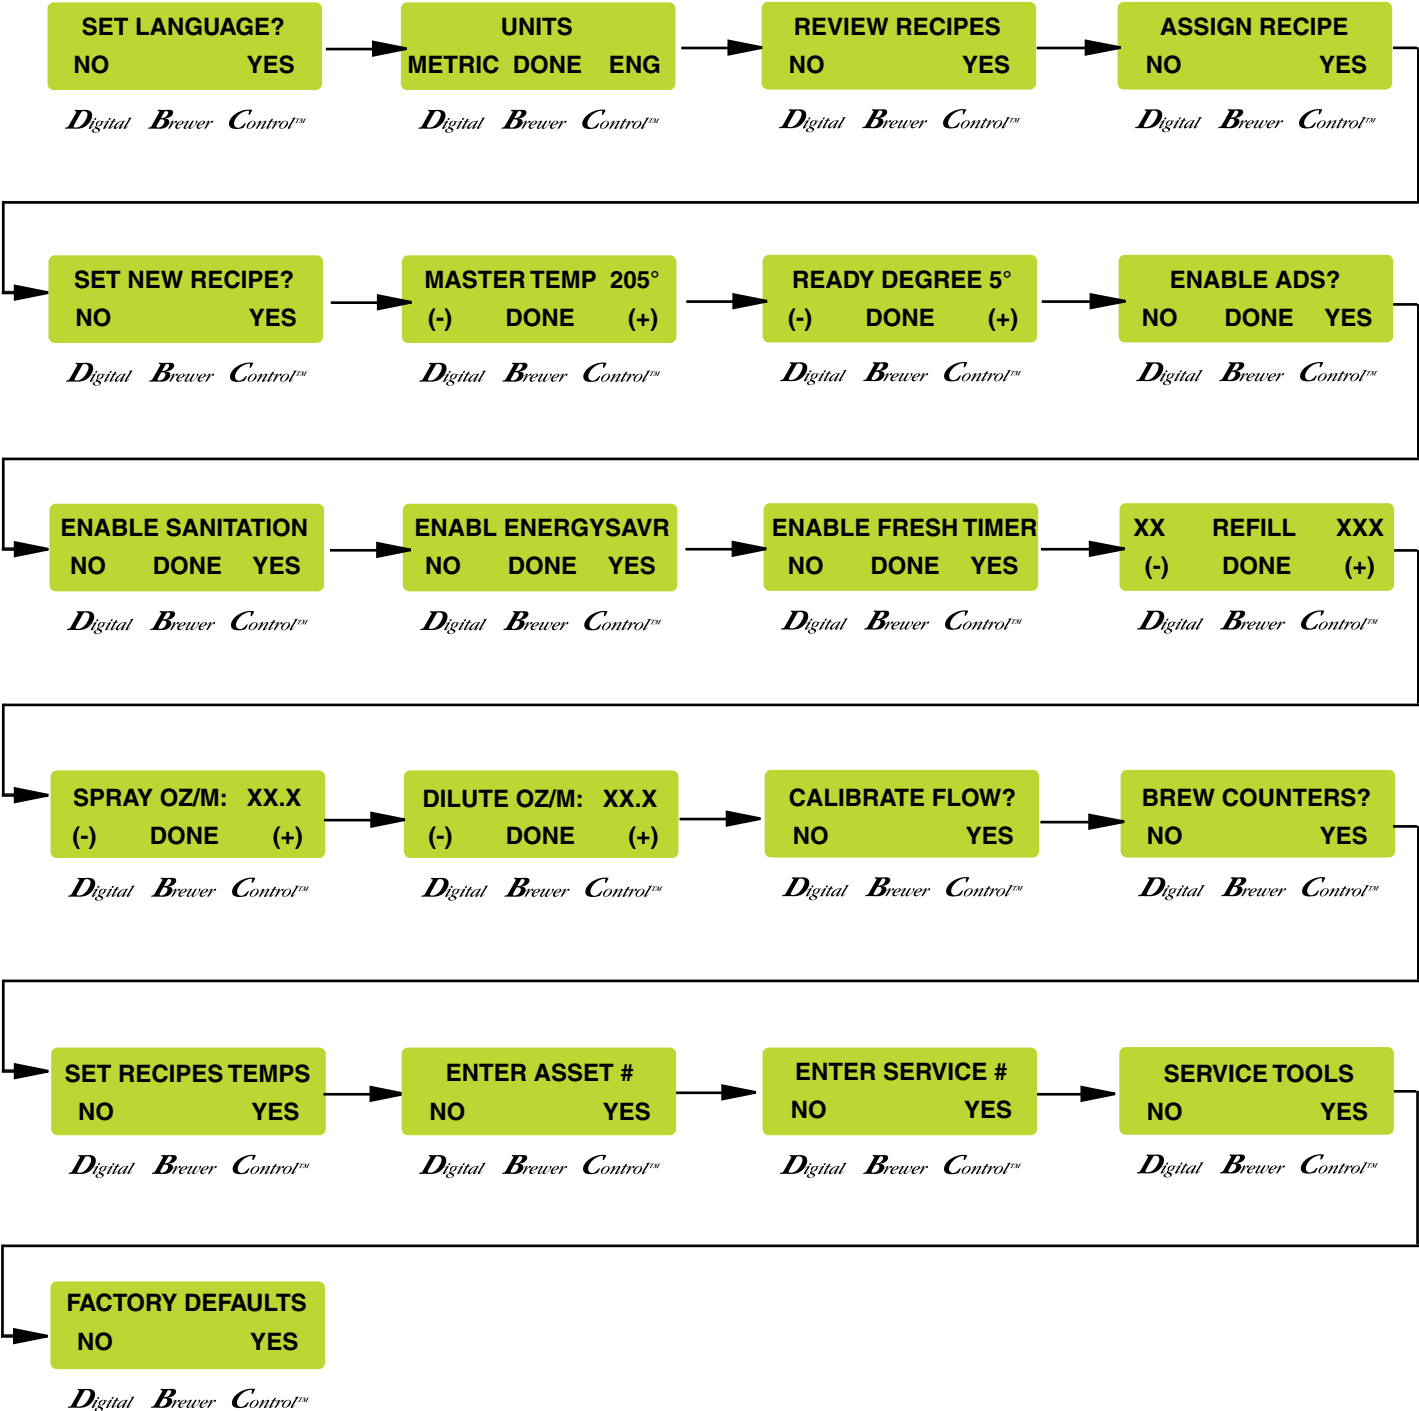 SET LANGUAGE?
NO YES
Digital Brewer Control™
UNITS
METRIC DONE ENG
Digital Brewer Control™
REVIEW RECIPES
NO YES
Digital Brewer Control™
ASSIGN RECIPE
NO YES
Digital Brewer Control™
SET NEW RECIPE?
NO YES
Digital Brewer Control™
MASTER TEMP 205°
(-) DONE (+)
Digital Brewer Control™
READY DEGREE 5°
(-) DONE (+)
Digital Brewer Control™
ENABLE ADS?
NO DONE YES
Digital Brewer Control™
ENABLE SANITATION
NO DONE YES
Digital Brewer Control™
ENABL ENERGYSAVR
NO DONE YES
Digital Brewer Control™
ENABLE FRESH TIMER
NO DONE YES
Digital Brewer Control™
XX REFILL XXX
(-) DONE (+)
Digital Brewer Control™
SPRAY OZ/M: XX.X
(-) DONE (+)
Digital Brewer Control™
DILUTE OZ/M: XX.X
(-) DONE (+)
Digital Brewer Control™
CALIBRATE FLOW?
NO YES
Digital Brewer Control™
BREW COUNTERS?
NO YES
Digital Brewer Control™
SET RECIPES TEMPS
NO YES
Digital Brewer Control™
ENTER ASSET #
NO YES
Digital Brewer Control™
ENTER SERVICE #
NO YES
Digital Brewer Control™
SERVICE TOOLS
NO YES
Digital Brewer Control™
FACTORY DEFAULTS
NO YES
Digital Brewer Control™